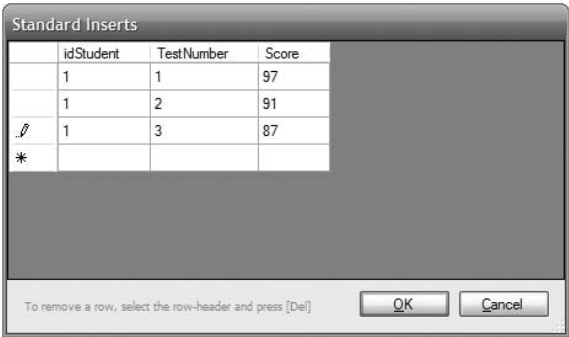 Standard Inserts
idStudent TestNumber Score
1 1 97
1 2 91
1 3 87
To remove a row, select the row-header and press [Del]
OK Cancel